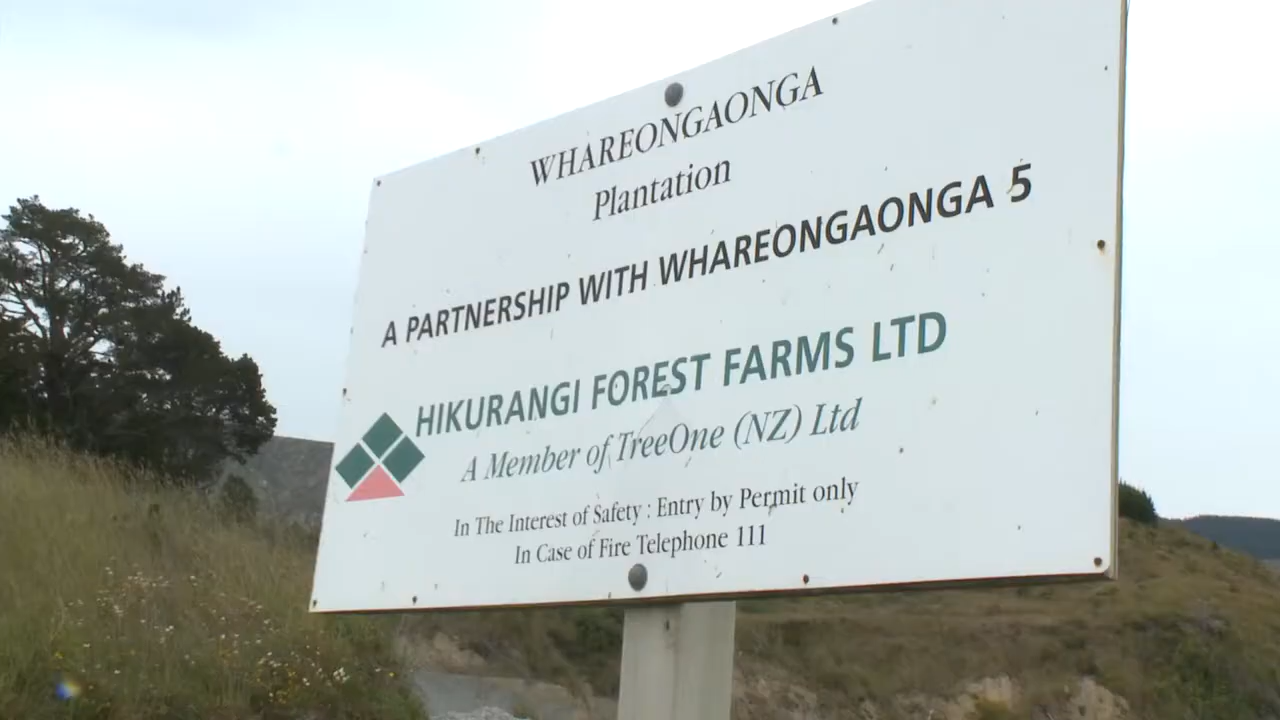 WHAREONGAONGA
Plantation
A PARTNERSHIP WITH WHAREONGAONGA 5
HIKURANGI FOREST FARMS LTD
A Member of TreeOne (NZ) Ltd
In The Interest of Safety : Entry by Permit only
In Case of Fire Telephone 111